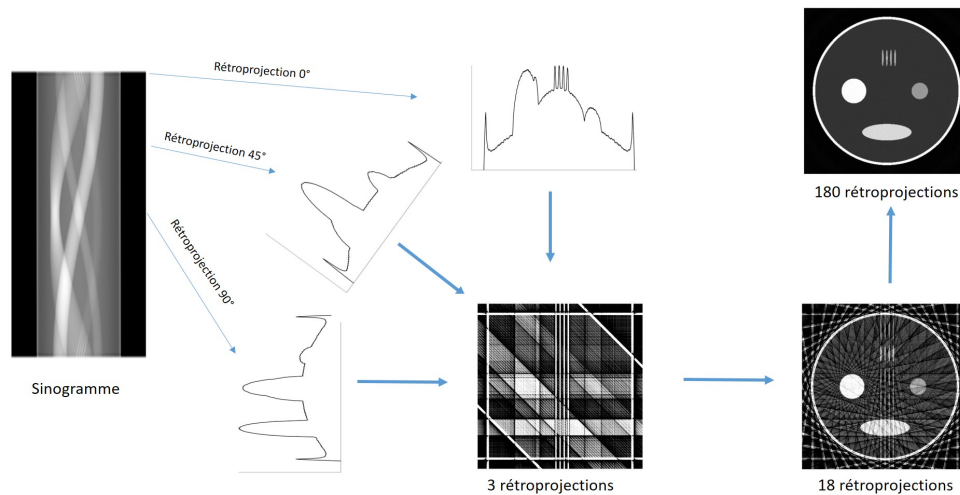 Rétroprojection 0°
Rétroprojection 45°
Rétroprojection 90°
Sinogramme
3 rétroprojections
18 rétroprojections
180 rétroprojections